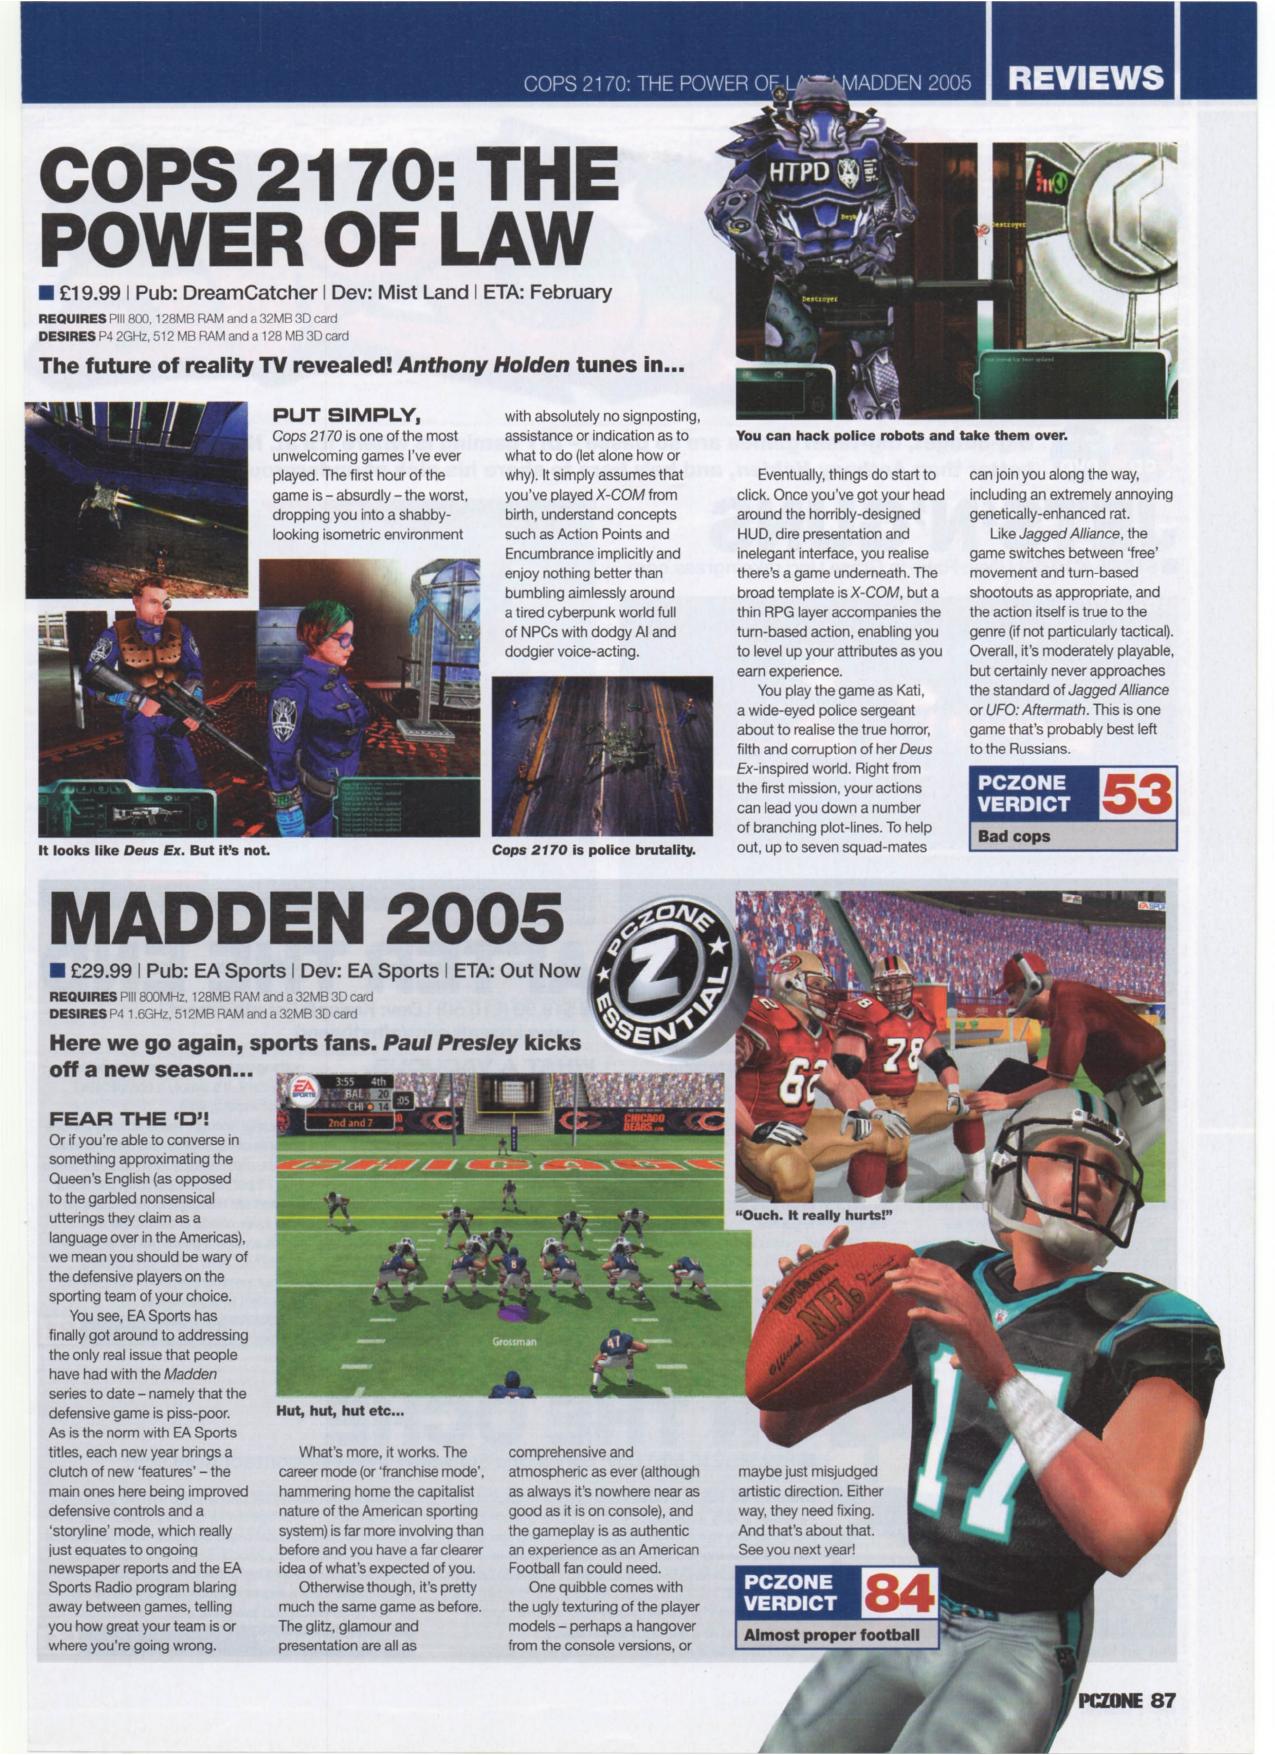 COPS 2170: THE POWER OF LAW | MADDEN 2005
REVIEWS
COPS 2170: THE
POWER OF LAW
£19.99 | Pub: DreamCatcher | Dev: Mist Land | ETA: February
REQUIRES PIII 800, 128MB RAM and a 32MB 3D card
DESIRES P4 2GHz, 512 MB RAM and a 128 MB 3D card
The future of reality TV revealed! Anthony Holden tunes in...
HTPD
Destroyer
Destroyer
You can hack police robots and take them over.
PUT SIMPLY,
Cops 2170 is one of the most
unwelcoming games I've ever
played. The first hour of the
game is – absurdly – the worst,
dropping you into a shabby-
looking isometric environment
with absolutely no signposting,
assistance or indication as to
what to do (let alone how or
why). It simply assumes that
you've played X-COM from
birth, understand concepts
such as Action Points and
Encumbrance implicitly and
enjoy nothing better than
bumbling aimlessly around
a tired cyberpunk world full
of NPCs with dodgy AI and
dodgier voice-acting.
Eventually, things do start to
click. Once you've got your head
around the horribly-designed
HUD, dire presentation and
inelegant interface, you realise
there's a game underneath. The
broad template is X-COM, but a
thin RPG layer accompanies the
turn-based action, enabling you
to level up your attributes as you
earn experience.
You play the game as Kati,
a wide-eyed police sergeant
about to realise the true horror,
filth and corruption of her Deus
Ex-inspired world. Right from
the first mission, your actions
can lead you down a number
of branching plot-lines. To help
out, up to seven squad-mates
can join you along the way,
including an extremely annoying
genetically-enhanced rat.
Like Jagged Alliance, the
game switches between 'free'
movement and turn-based
shootouts as appropriate, and
the action itself is true to the
genre (if not particularly tactical).
Overall, it's moderately playable,
but certainly never approaches
the standard of Jagged Alliance
or UFO: Aftermath. This is one
game that's probably best left
to the Russians.
PCZONE
VERDICT
53
Bad cops
It looks like Deus Ex. But it's not.
Cops 2170 is police brutality.
MADDEN 2005
£29.99 | Pub: EA Sports | Dev: EA Sports | ETA: Out Now
REQUIRES PIII 800MHz, 128MB RAM and a 32MB 3D card
DESIRES P4 1.6GHz, 512MB RAM and a 32MB 3D card
Here we go again, sports fans. Paul Presley kicks
off a new season...
PCZONE
Z
ESSENTIAL
62
78
"Ouch. It really hurts!"
EA
SPORTS
3:55 4th
BAL 20
CHI 14
:05
2nd and 7
CHICAGO
BEARS.com
CHICAGO
8
Grossman
47
Hut, hut, hut etc...
Wilson
NFL
Official
17
FEAR THE 'D'!
Or if you're able to converse in
something approximating the
Queen's English (as opposed
to the garbled nonsensical
utterings they claim as a
language over in the Americas),
we mean you should be wary of
the defensive players on the
sporting team of your choice.
You see, EA Sports has
finally got around to addressing
the only real issue that people
have had with the Madden
series to date – namely that the
defensive game is piss-poor.
As is the norm with EA Sports
titles, each new year brings a
clutch of new 'features' – the
main ones here being improved
defensive controls and a
'storyline' mode, which really
just equates to ongoing
newspaper reports and the EA
Sports Radio program blaring
away between games, telling
you how great your team is or
where you're going wrong.
What's more, it works. The
career mode (or 'franchise mode',
hammering home the capitalist
nature of the American sporting
system) is far more involving than
before and you have a far clearer
idea of what's expected of you.
Otherwise though, it's pretty
much the same game as before.
The glitz, glamour and
presentation are all as
comprehensive and
atmospheric as ever (although
as always it's nowhere near as
good as it is on console), and
the gameplay is as authentic
an experience as an American
Football fan could need.
One quibble comes with
the ugly texturing of the player
models – perhaps a hangover
from the console versions, or
maybe just misjudged
artistic direction. Either
way, they need fixing.
And that's about that.
See you next year!
PCZONE
VERDICT
84
Almost proper football
PCZONE 87